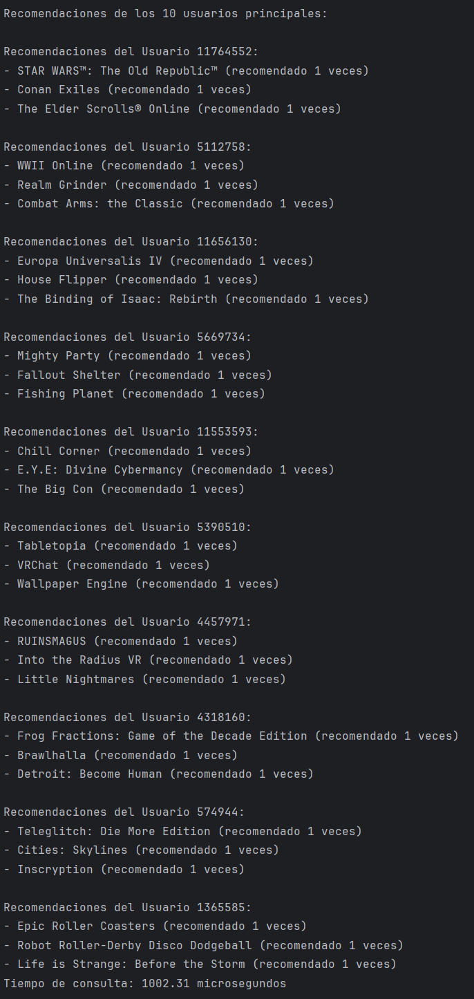 Recomendaciones de los 10 usuarios principales:
Recomendaciones del Usuario 11764552:
- STAR WARS™: The Old Republic™ (recomendado 1 veces)
- Conan Exiles (recomendado 1 veces)
- The Elder Scrolls® Online (recomendado 1 veces)
Recomendaciones del Usuario 5112758:
- WWII Online (recomendado 1 veces)
- Realm Grinder (recomendado 1 veces)
- Combat Arms: the Classic (recomendado 1 veces)
Recomendaciones del Usuario 11656130:
- Europa Universalis IV (recomendado 1 veces)
- House Flipper (recomendado 1 veces)
- The Binding of Isaac: Rebirth (recomendado 1 veces)
Recomendaciones del Usuario 5669734:
- Mighty Party (recomendado 1 veces)
- Fallout Shelter (recomendado 1 veces)
- Fishing Planet (recomendado 1 veces)
Recomendaciones del Usuario 11553593:
- Chill Corner (recomendado 1 veces)
- E.Y.E: Divine Cybermancy (recomendado 1 veces)
- The Big Con (recomendado 1 veces)
Recomendaciones del Usuario 5390510:
- Tabletopia (recomendado 1 veces)
- VRChat (recomendado 1 veces)
- Wallpaper Engine (recomendado 1 veces)
Recomendaciones del Usuario 4457971:
- RUINSMAGUS (recomendado 1 veces)
- Into the Radius VR (recomendado 1 veces)
- Little Nightmares (recomendado 1 veces)
Recomendaciones del Usuario 4318160:
- Frog Fractions: Game of the Decade Edition (recomendado 1 veces)
- Brawlhalla (recomendado 1 veces)
- Detroit: Become Human (recomendado 1 veces)
Recomendaciones del Usuario 574944:
- Teleglitch: Die More Edition (recomendado 1 veces)
- Cities: Skylines (recomendado 1 veces)
- Inscryption (recomendado 1 veces)
Recomendaciones del Usuario 1365585:
- Epic Roller Coasters (recomendado 1 veces)
- Robot Roller-Derby Disco Dodgeball (recomendado 1 veces)
- Life is Strange: Before the Storm (recomendado 1 veces)
Tiempo de consulta: 1002.31 microsegundos